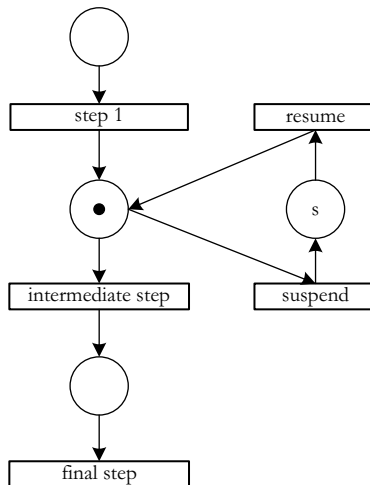 step 1
resume
s
intermediate step
suspend
final step